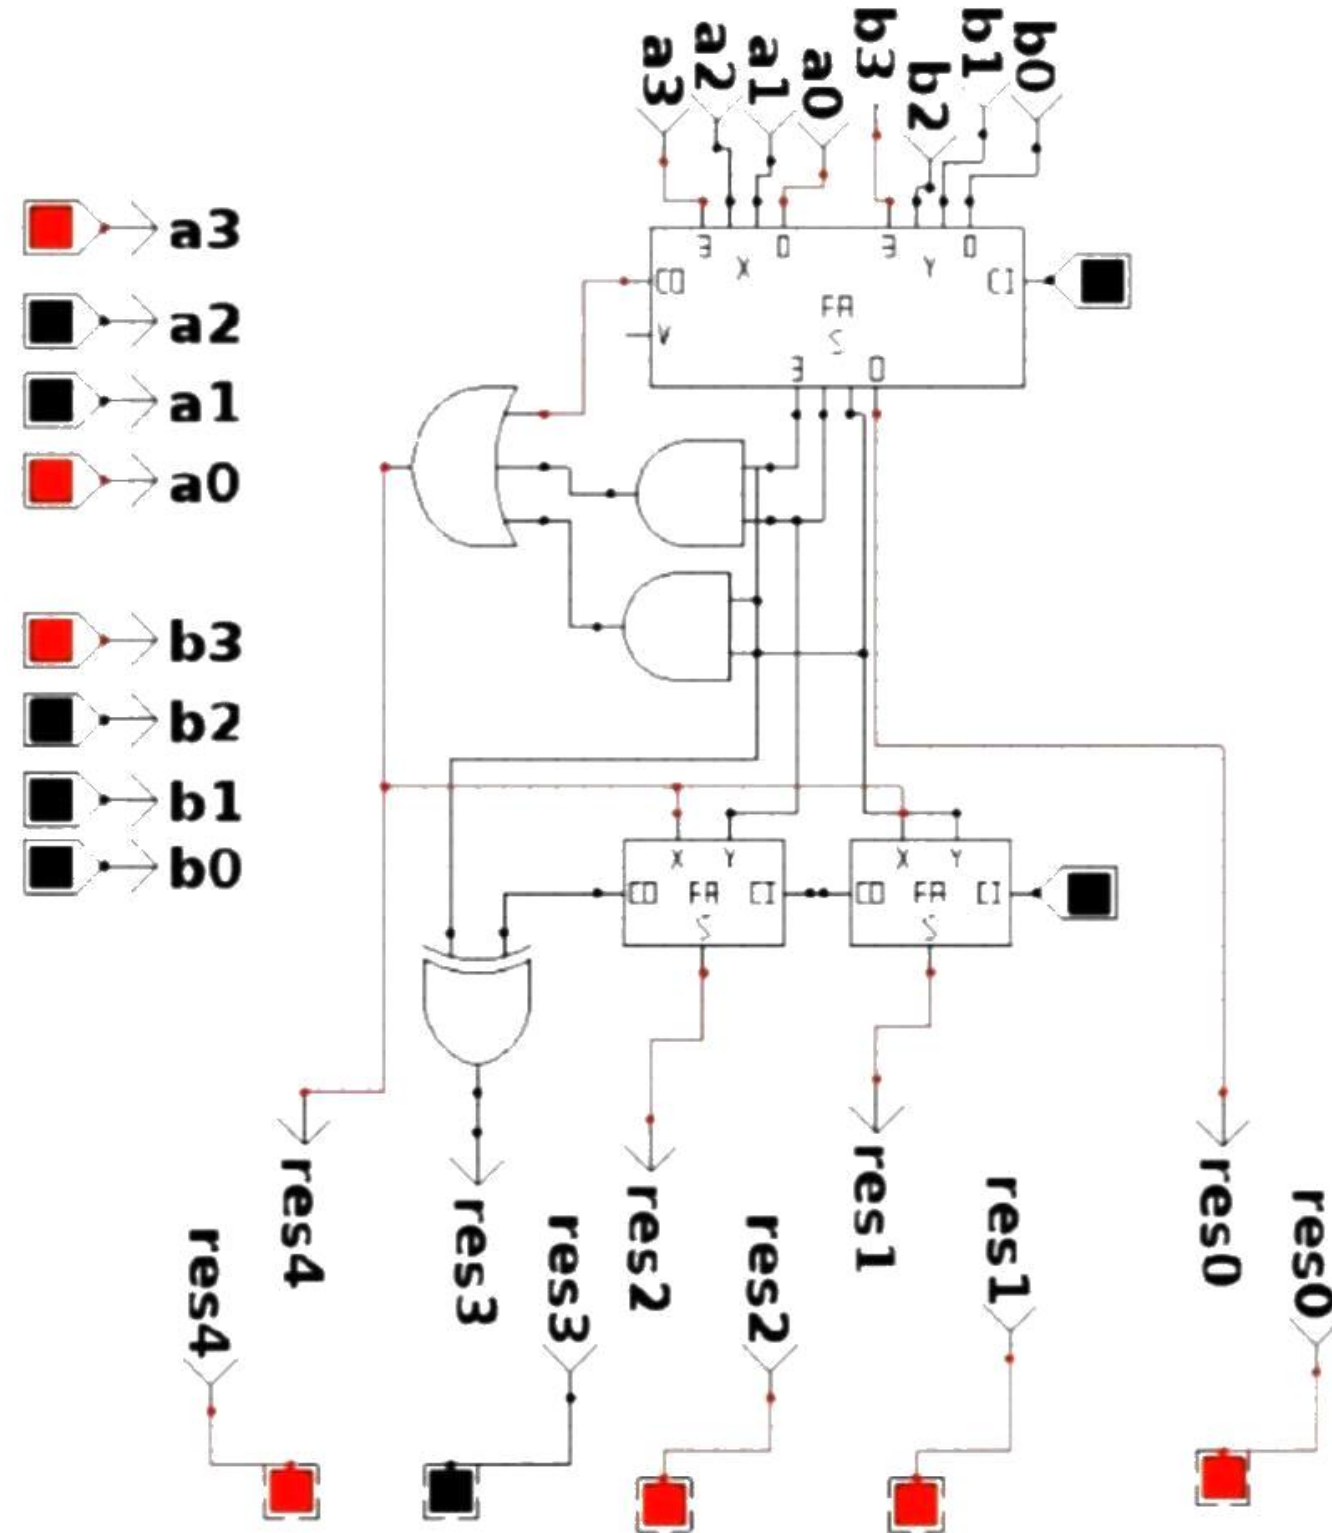 a3
a2
a1
a0
b3
b2
b1
b0
a3
a2
a1
a0
b3
b2
b1
b0
3 X 0 3 Y 0
CO CI
FA
V S
3 0
X Y
CO FA CI
S
X Y
CO FA CI
S
res4
res3
res2
res1
res0
res4
res3
res2
res1
res0